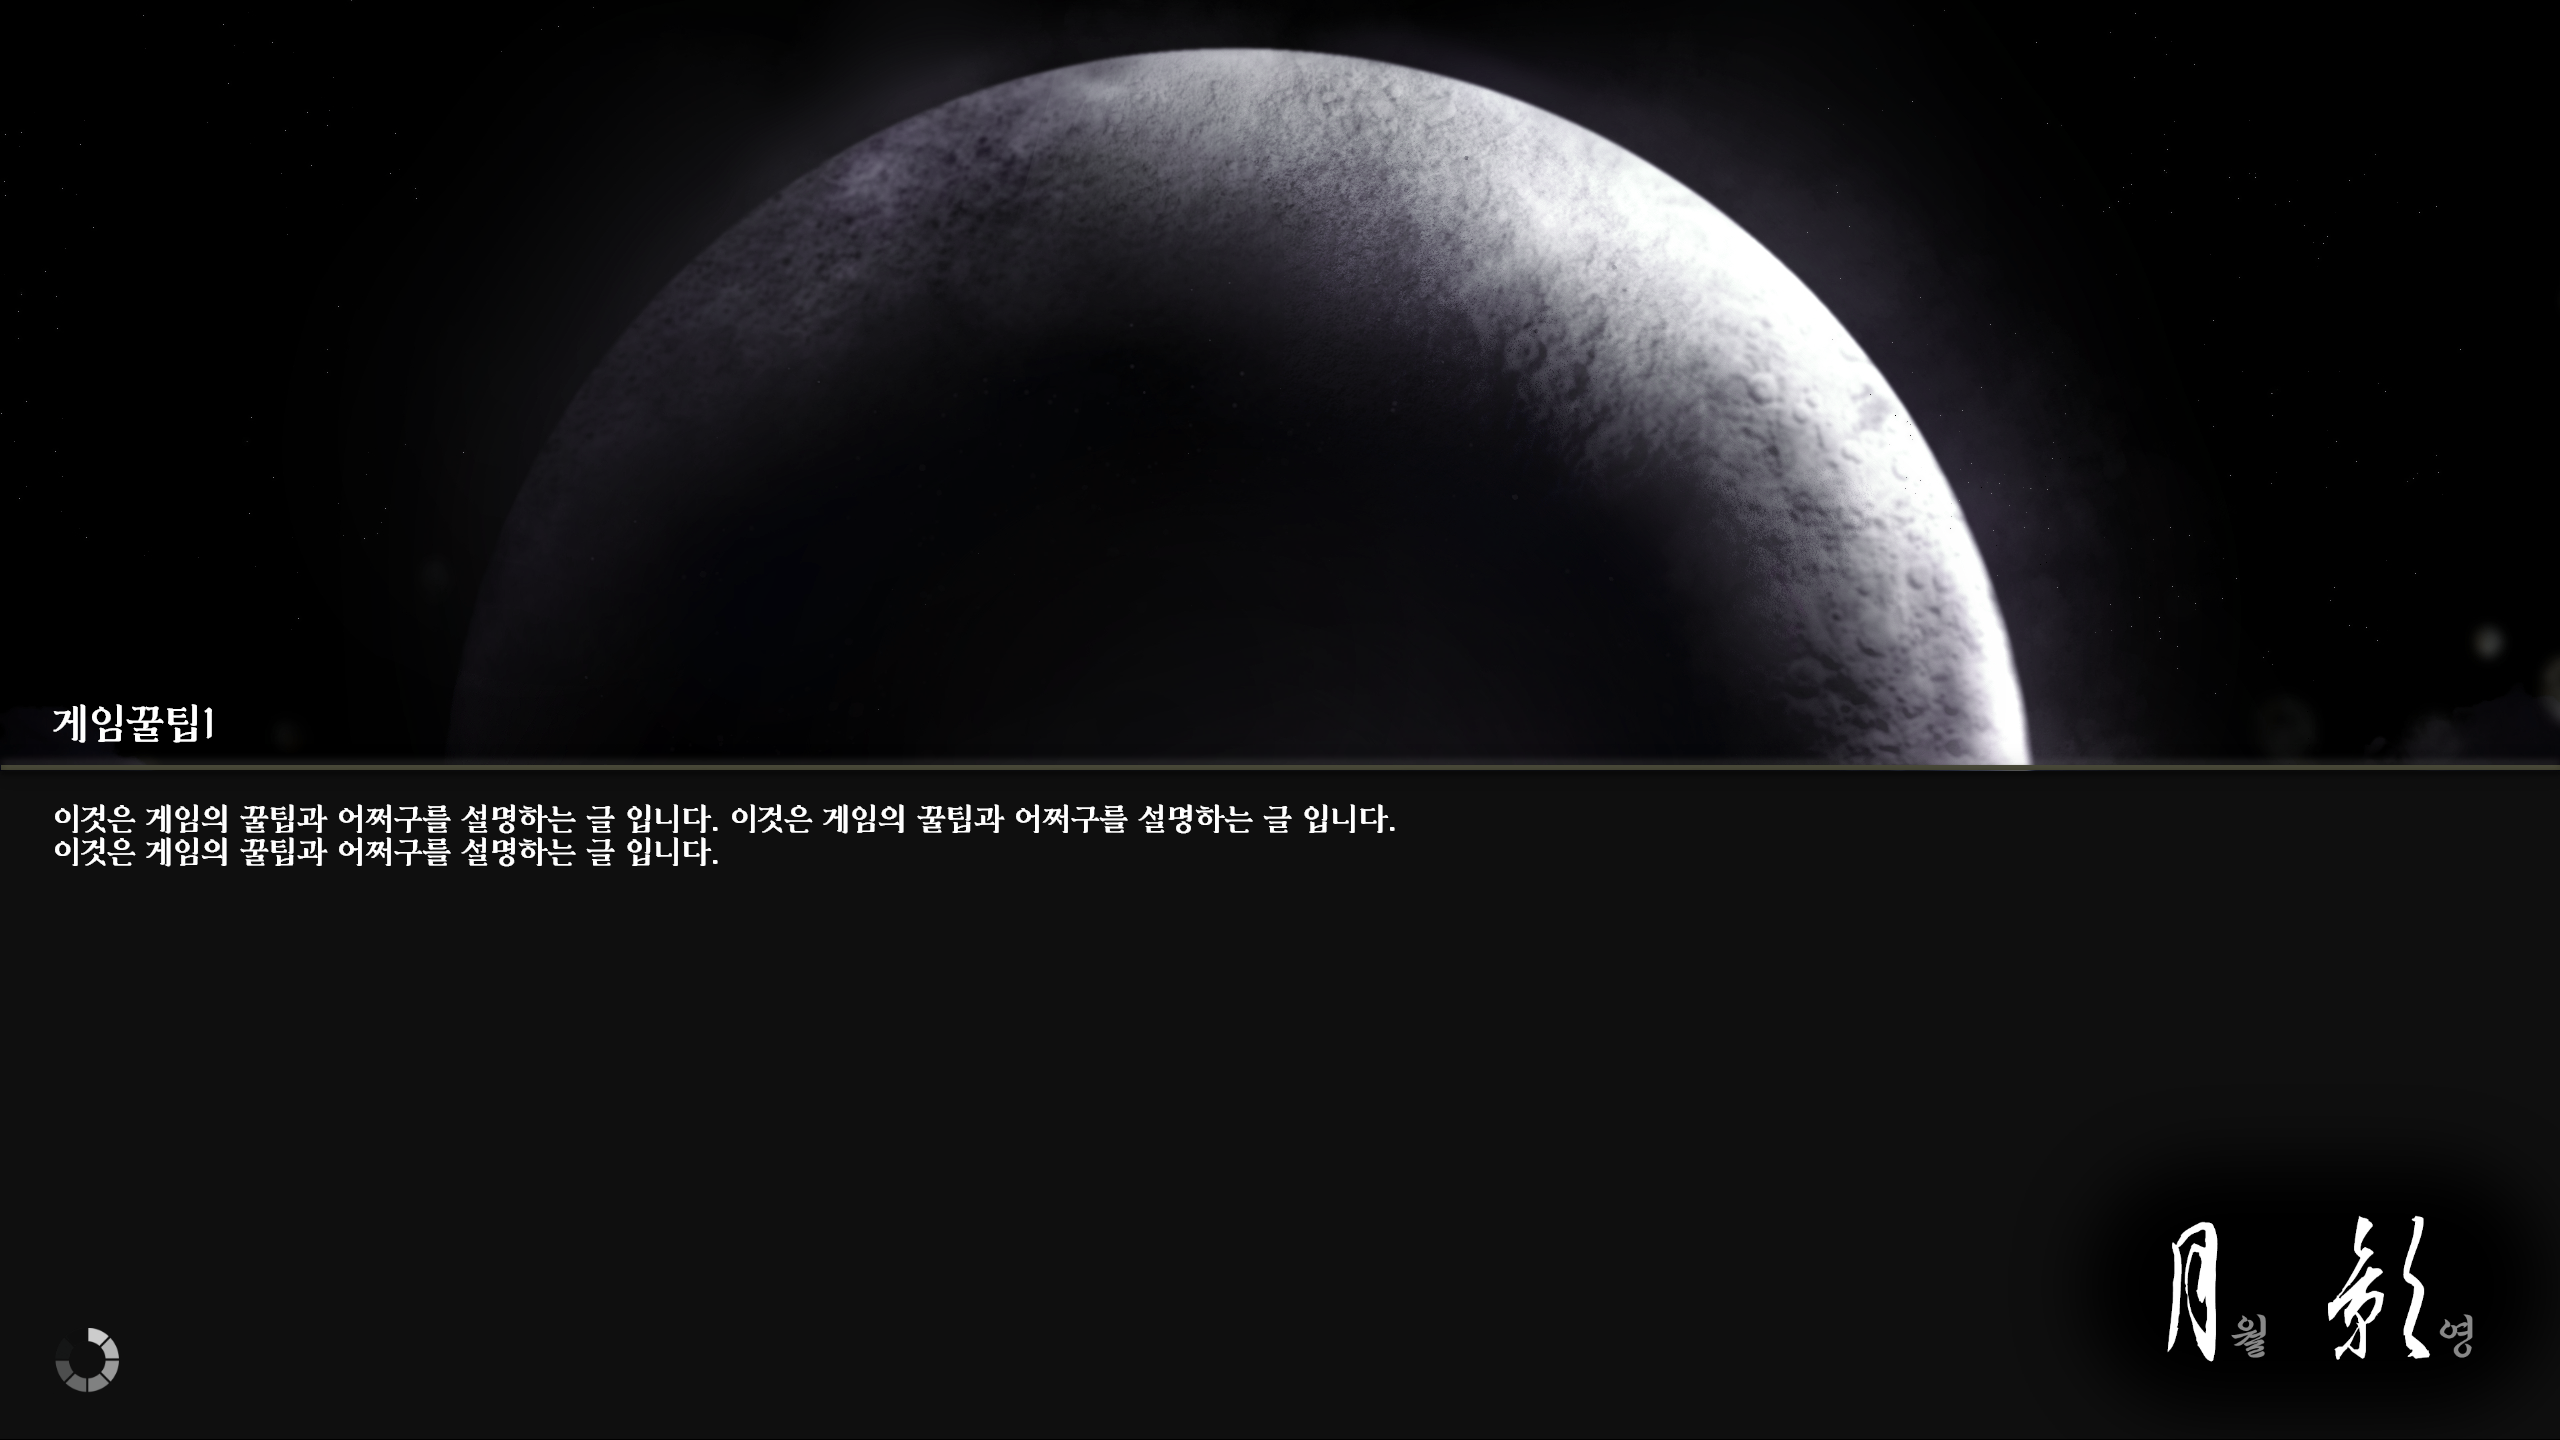 게임꿀팁1
이것은 게임의 꿀팁과 어쩌구를 설명하는 글 입니다. 이것은 게임의 꿀팁과 어쩌구를 설명하는 글 입니다.
이것은 게임의 꿀팁과 어쩌구를 설명하는 글 입니다.
月월 影영